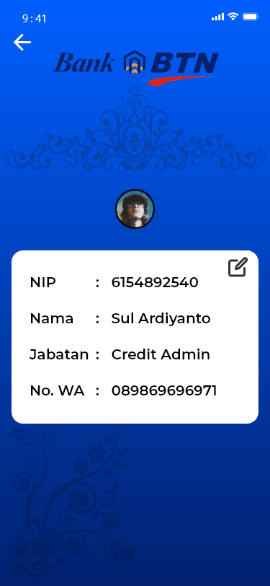 9:41
Bank BTN
NIP : 6154892540
Nama : Sul Ardiyanto
Jabatan : Credit Admin
No. WA : 089869696971